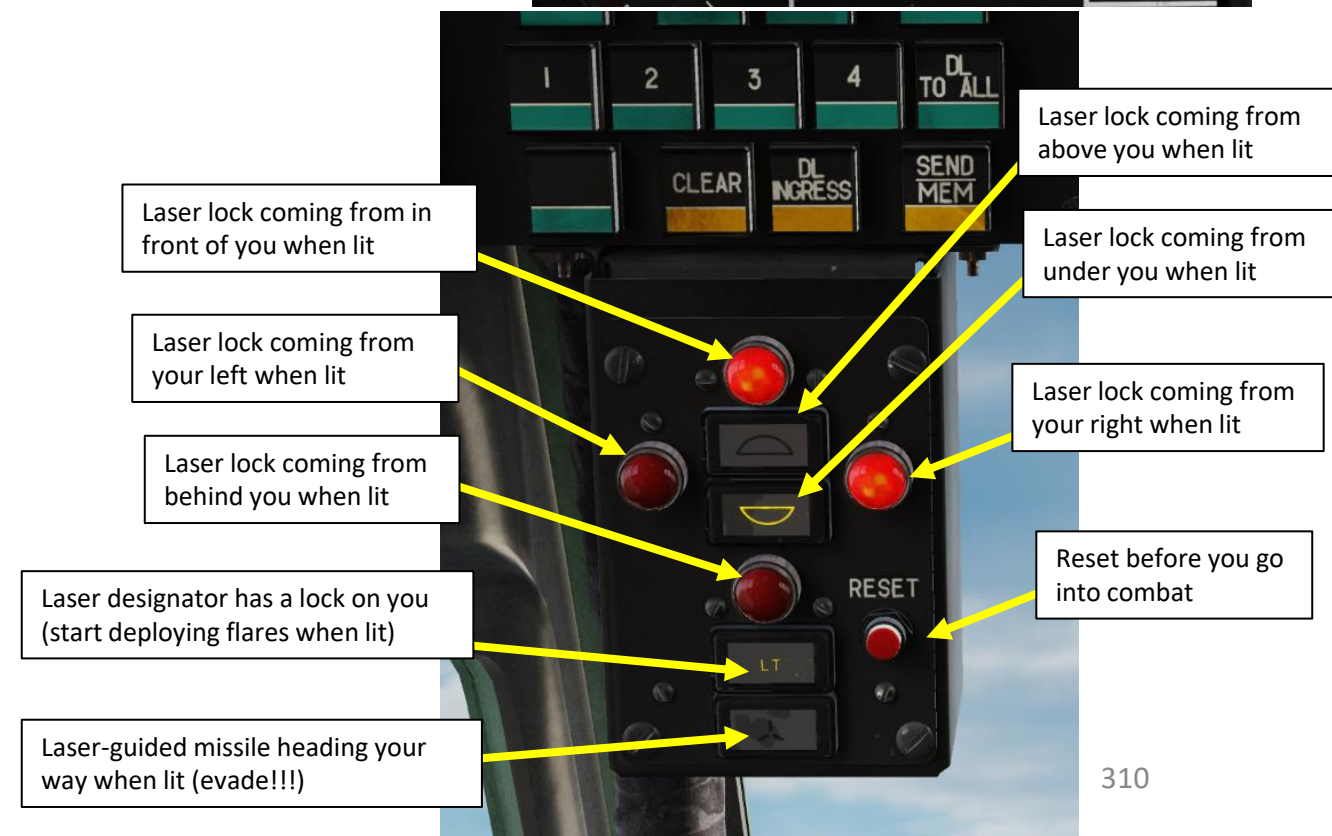 1 2 3 4 DL
TO ALL
CLEAR DL
INGRESS SEND
MEM
Laser lock coming from
above you when lit
Laser lock coming from in
front of you when lit
Laser lock coming from
under you when lit
Laser lock coming from
your left when lit
Laser lock coming from
your right when lit
Laser lock coming from
behind you when lit
Reset before you go
into combat
RESET
Laser designator has a lock on you
(start deploying flares when lit)
LT
Laser-guided missile heading your
way when lit (evade!!!)
310